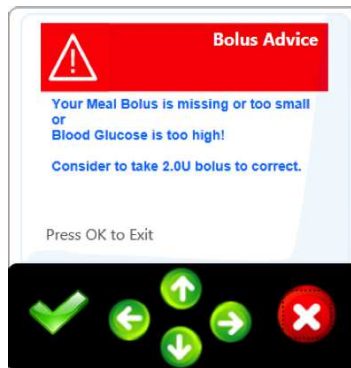 Bolus Advice
Your Meal Bolus is missing or too small
or
Blood Glucose is too high!
Consider to take 2.0U bolus to correct.
Press OK to Exit